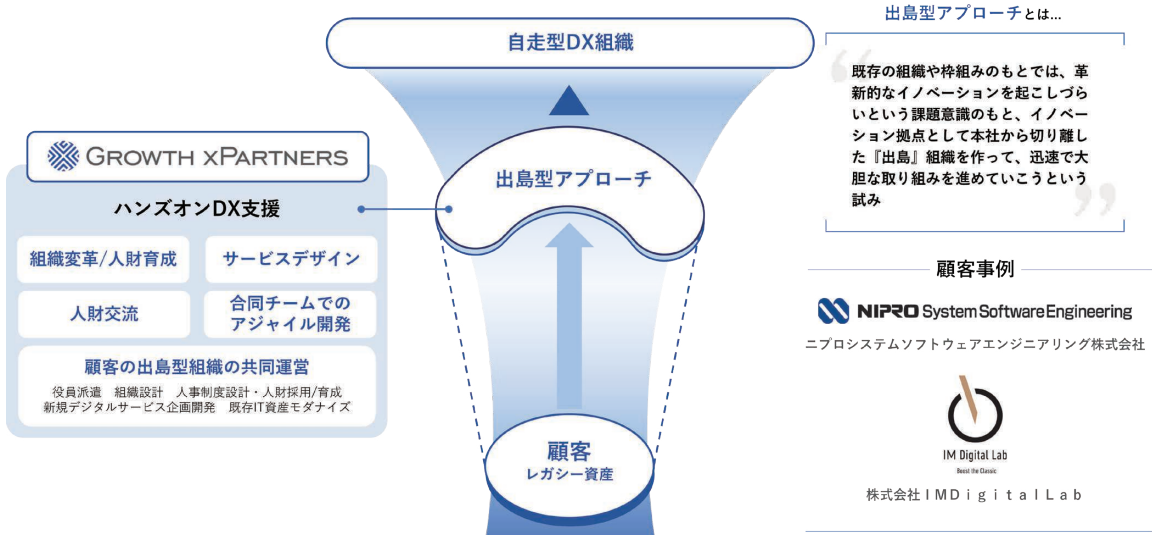 自走型DX組織
出島型アプローチ
顧客
レガシー資産
GROWTH XPARTNERS
ハンズオンDX支援
組織変革/人財育成
サービスデザイン
人財交流
合同チームでの
アジャイル開発
顧客の出島型組織の共同運営
役員派遣 組織設計 人事制度設計・人財採用/育成
新規デジタルサービス企画開発 既存IT資産モダナイズ
出島型アプローチとは...
“
既存の組織や枠組みのもとでは、革
新的なイノベーションを起こしづら
いという課題意識のもと、イノベー
ション拠点として本社から切り離し
た『出島』組織を作って、迅速で大
胆な取り組みを進めていこうという
試み
”
顧客事例
NIPRO System Software Engineering
ニプロシステムソフトウェアエンジニアリング株式会社
IM Digital Lab
Boost the Classic
株式会社ＩＭＤｉｇｉｔａｌＬａｂ